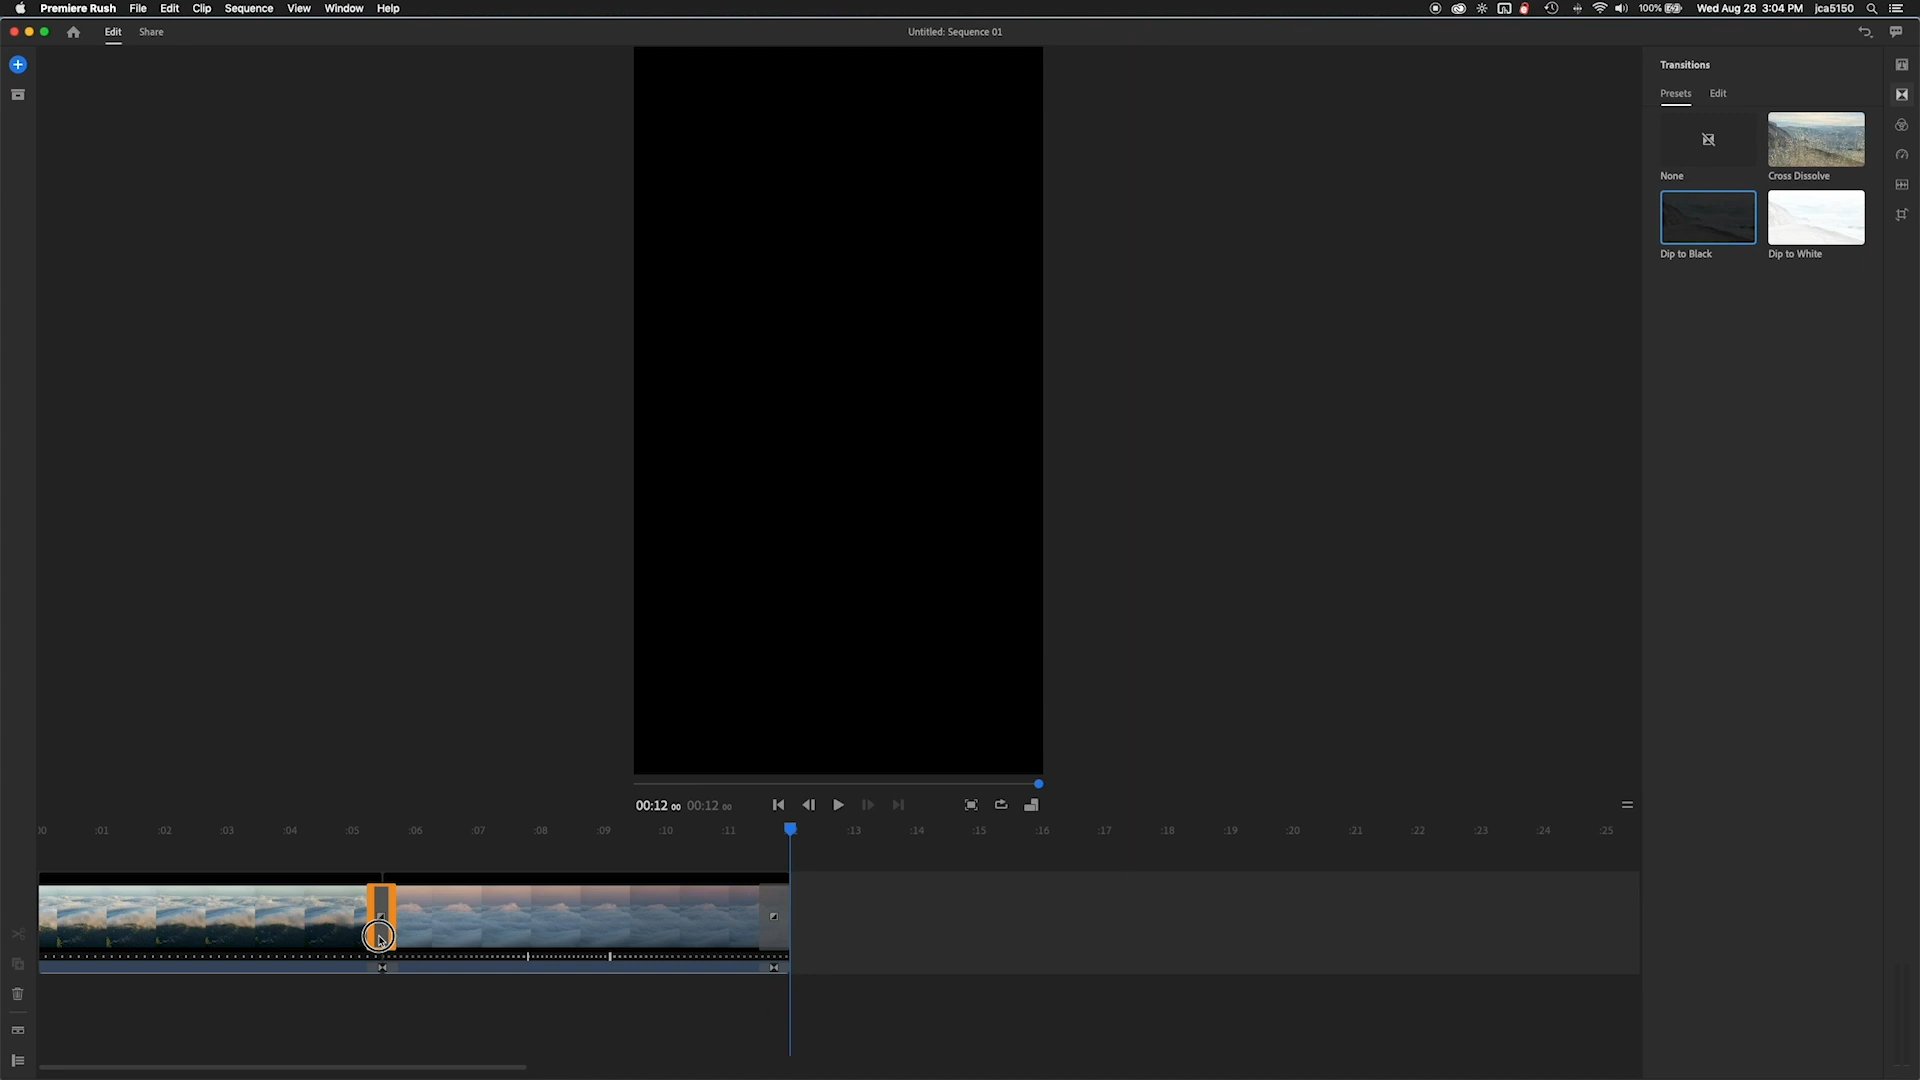 Premiere Rush File Edit Clip Sequence View Window Help 100% Wed Aug 28 3:04 PM jca5150
Edit Share Untitled: Sequence 01
Transitions
Presets Edit
None Cross Dissolve
Dip to Black Dip to White
00:12 00 00:12 00
:00 :01 :02 :03 :04 :05 :06 :07 :08 :09 :10 :11 :13 :14 :15 :16 :17 :18 :19 :20 :21 :22 :23 :24 :25